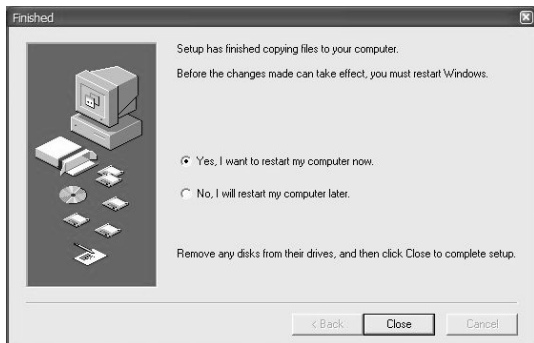 Finished
Setup has finished copying files to your computer.
Before the changes made can take effect, you must restart Windows.
Yes, I want to restart my computer now.
No, I will restart my computer later.
Remove any disks from their drives, and then click Close to complete setup.
< Back
Close
Cancel